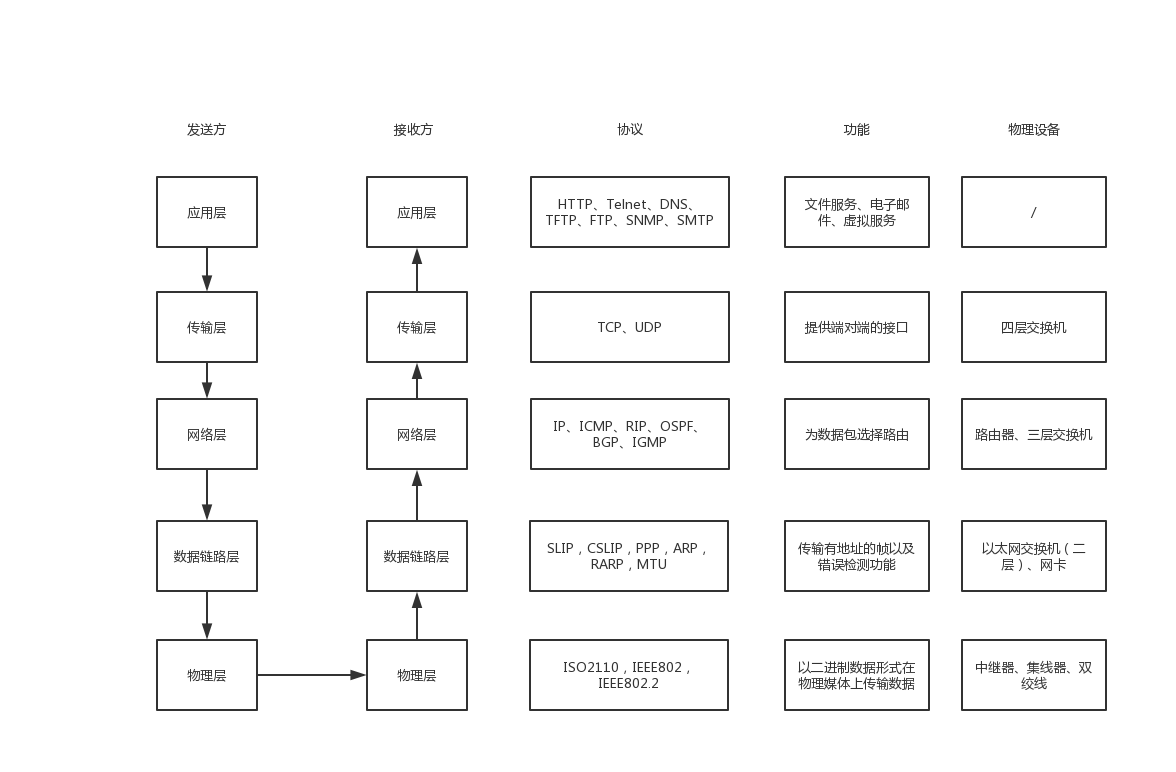 发送方
接收方
协议
功能
物理设备
应用层
应用层
HTTP、Telnet、DNS、
TFTP、FTP、SNMP、SMTP
文件服务、电子邮
件、虚拟服务
/
传输层
传输层
TCP、UDP
提供端对端的接口
四层交换机
网络层
网络层
IP、ICMP、RIP、OSPF、
BGP、IGMP
为数据包选择路由
路由器、三层交换机
数据链路层
数据链路层
SLIP，CSLIP，PPP，ARP，
RARP，MTU
传输有地址的帧以及
错误检测功能
以太网交换机（二
层）、网卡
物理层
物理层
ISO2110，IEEE802，
IEEE802.2
以二进制数据形式在
物理媒体上传输数据
中继器、集线器、双
绞线